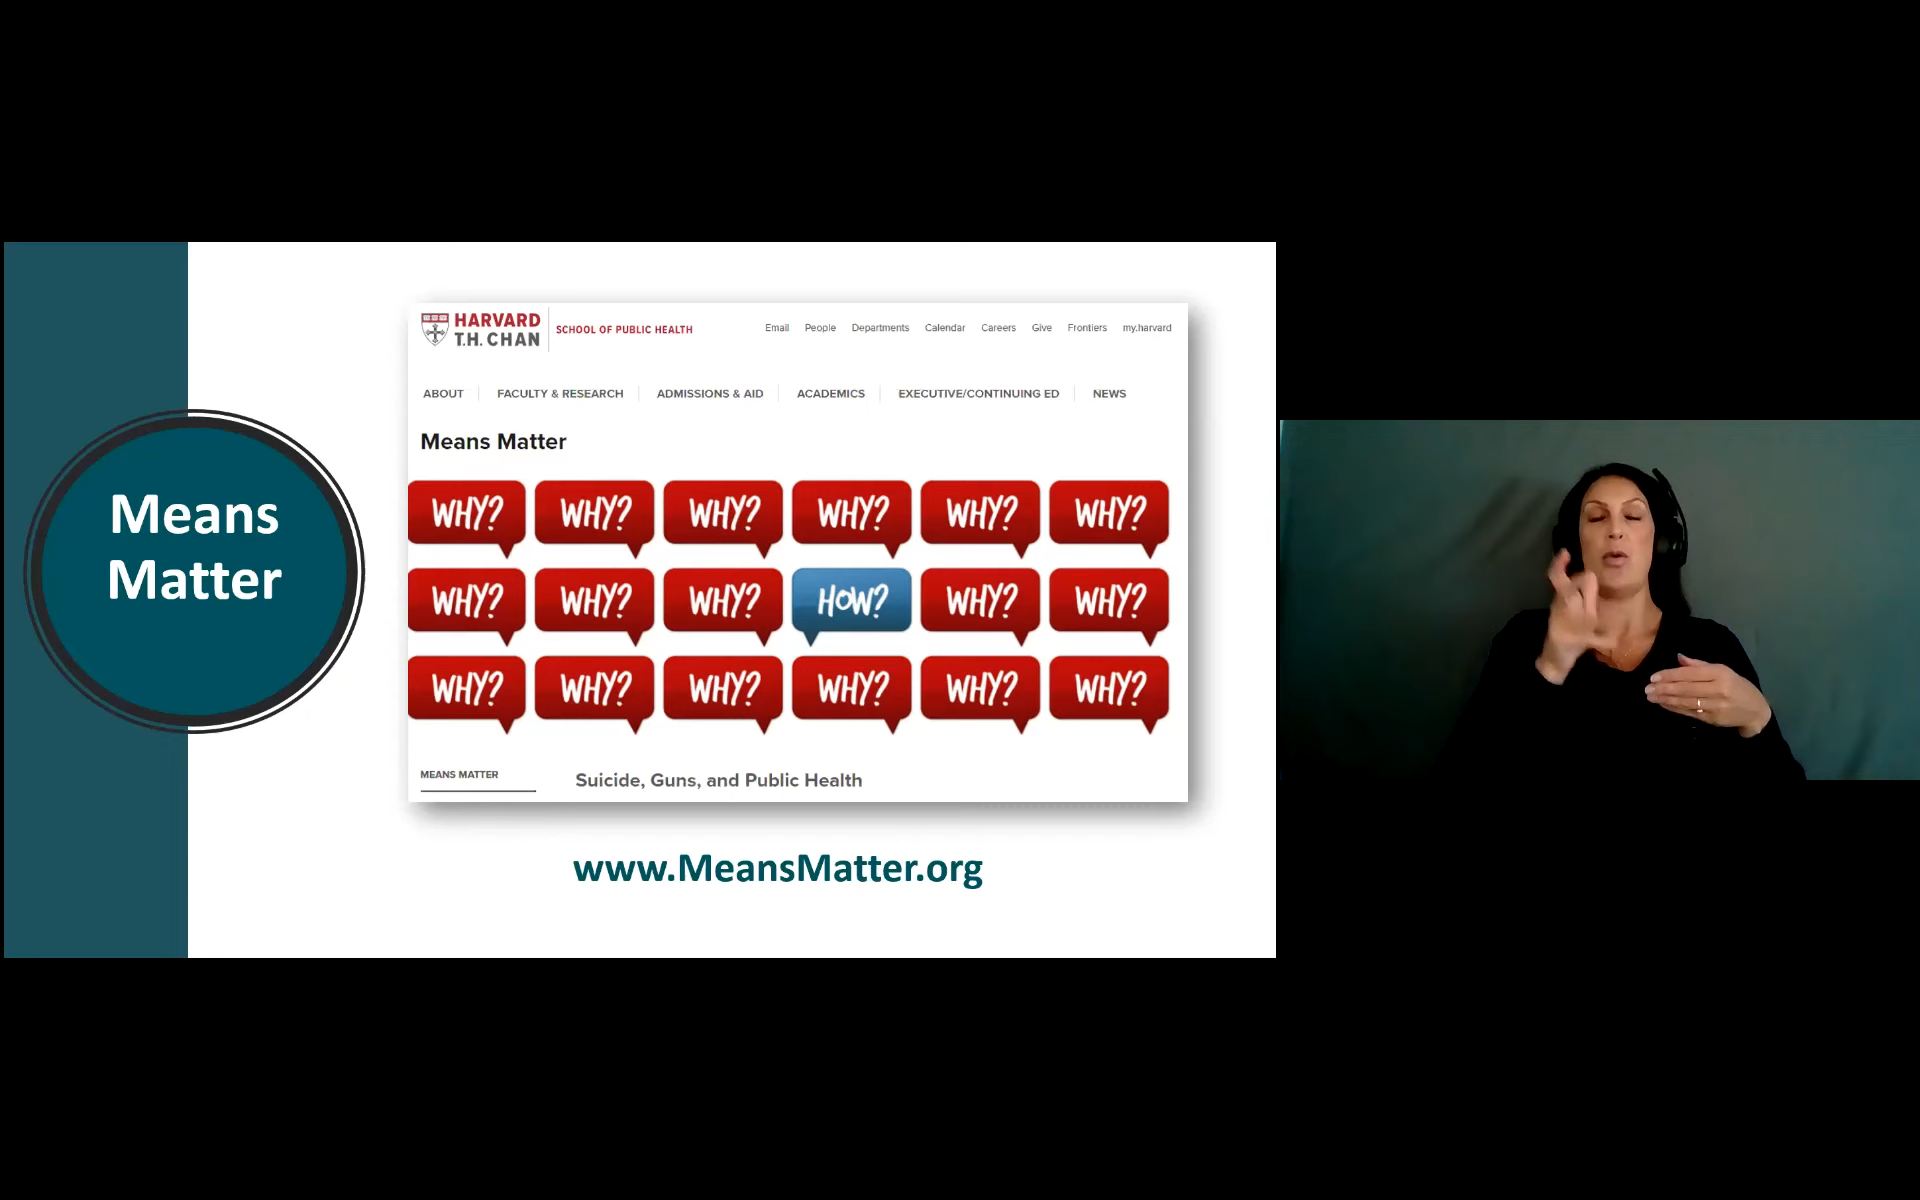 Means
Matter
HARVARD
T.H. CHAN
SCHOOL OF PUBLIC HEALTH
Email People Departments Calendar Careers Give Frontiers my.harvard
ABOUT FACULTY & RESEARCH ADMISSIONS & AID ACADEMICS EXECUTIVE/CONTINUING ED NEWS
Means Matter
WHY? WHY? WHY? WHY? WHY? WHY?
WHY? WHY? WHY? HOW? WHY? WHY?
WHY? WHY? WHY? WHY? WHY? WHY?
MEANS MATTER
Suicide, Guns, and Public Health
www.MeansMatter.org